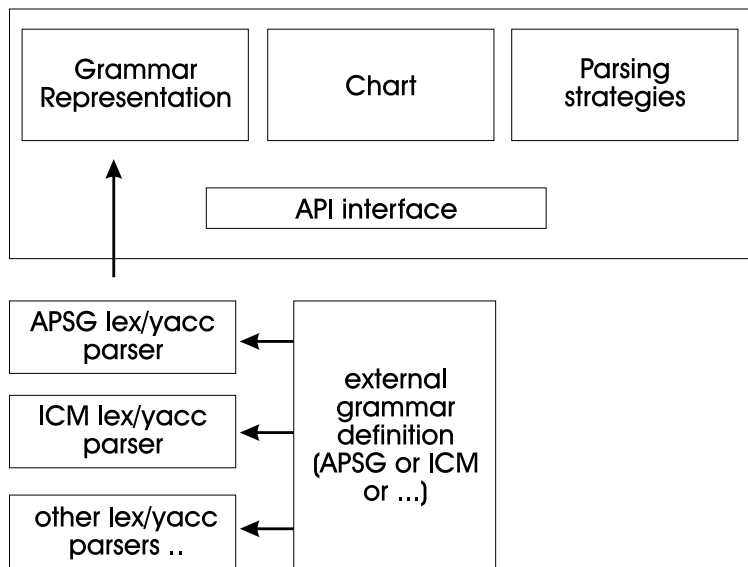 Grammar
Representation
Chart
Parsing
strategies
API interface
APSG lex/yacc
parser
ICM lex/yacc
parser
other lex/yacc
parsers ..
external
grammar
definition
(APSG or ICM
or ...)